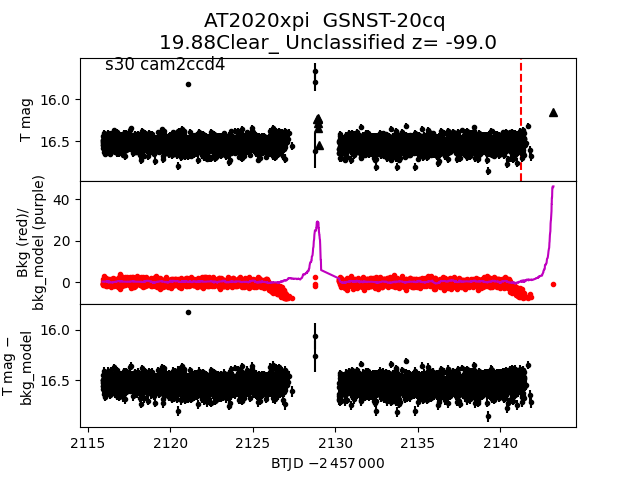 AT2020xpi  GSNST-20cq
19.88Clear_ Unclassified z= -99.0
s30 cam2ccd4
T mag
16.0
16.5
Bkg (red)/
bkg_model (purple)
40
20
0
T mag −
bkg_model
16.0
16.5
2115 2120 2125 2130 2135 2140
BTJD −2 457 000